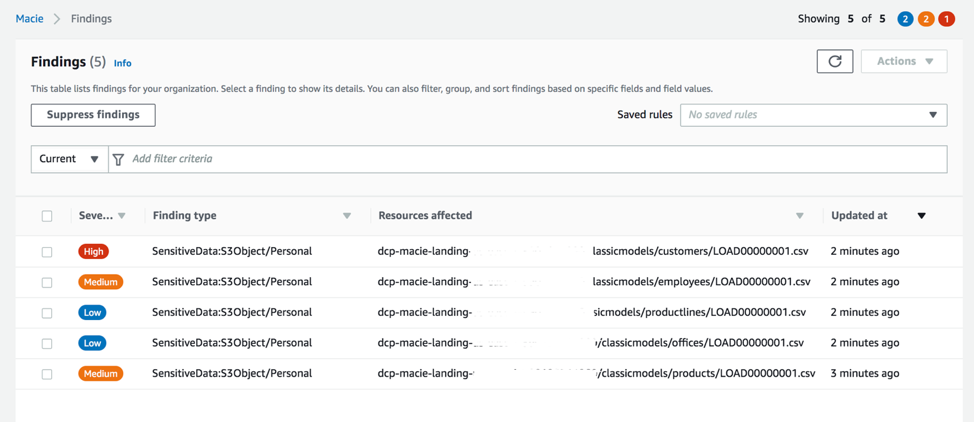 Macie > Findings
Showing 5 of 5 2 2 1
Findings (5) Info
Actions
This table lists findings for your organization. Select a finding to show its details. You can also filter, group, and sort findings based on specific fields and field values.
Suppress findings
Saved rules No saved rules
Current Add filter criteria
Seve... Finding type Resources affected Updated at
High SensitiveData:S3Object/Personal dcp-macie-landing- lassicmodels/customers/LOAD00000001.csv 2 minutes ago
Medium SensitiveData:S3Object/Personal dcp-macie-landing- lassicmodels/employees/LOAD00000001.csv 2 minutes ago
Low SensitiveData:S3Object/Personal dcp-macie-landing- sicmodels/productlines/LOAD00000001.csv 2 minutes ago
Low SensitiveData:S3Object/Personal dcp-macie-landing- /classicmodels/offices/LOAD00000001.csv 2 minutes ago
Medium SensitiveData:S3Object/Personal dcp-macie-landing- /classicmodels/products/LOAD00000001.csv 3 minutes ago